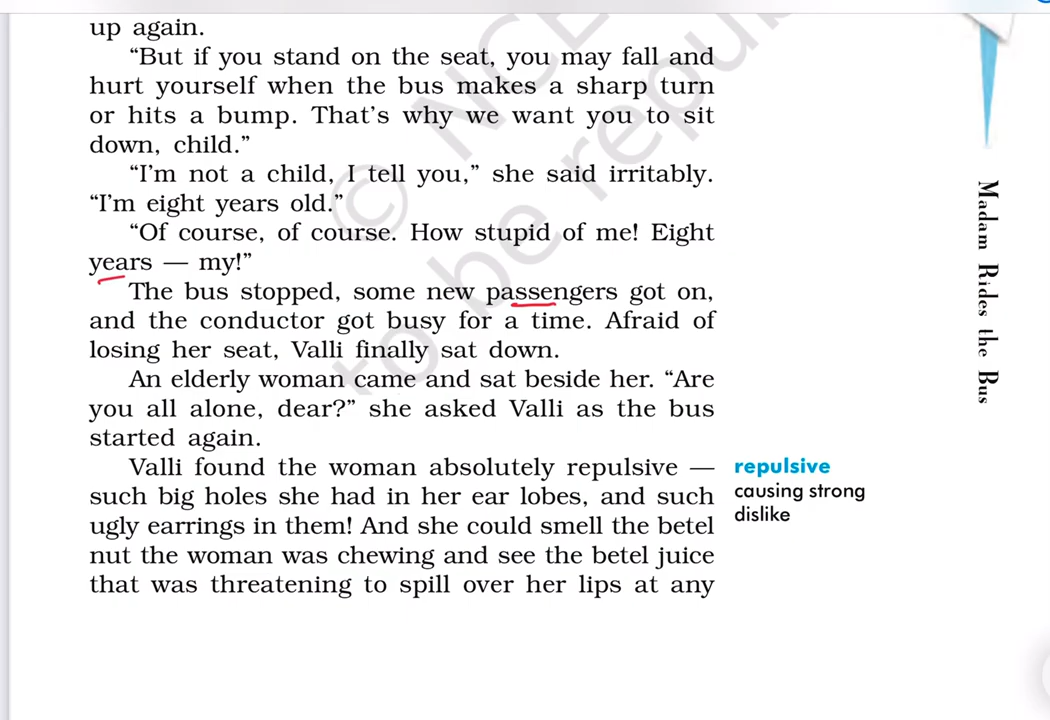 up again.
“But if you stand on the seat, you may fall and
hurt yourself when the bus makes a sharp turn
or hits a bump. That’s why we want you to sit
down, child.”
“I’m not a child, I tell you,” she said irritably.
“I’m eight years old.”
“Of course, of course. How stupid of me! Eight
years — my!”
The bus stopped, some new passengers got on,
and the conductor got busy for a time. Afraid of
losing her seat, Valli finally sat down.
An elderly woman came and sat beside her. “Are
you all alone, dear?” she asked Valli as the bus
started again.
Valli found the woman absolutely repulsive —
such big holes she had in her ear lobes, and such
ugly earrings in them! And she could smell the betel
nut the woman was chewing and see the betel juice
that was threatening to spill over her lips at any
repulsive
causing strong
dislike
Madam Rides the Bus
© NCE
to be repub